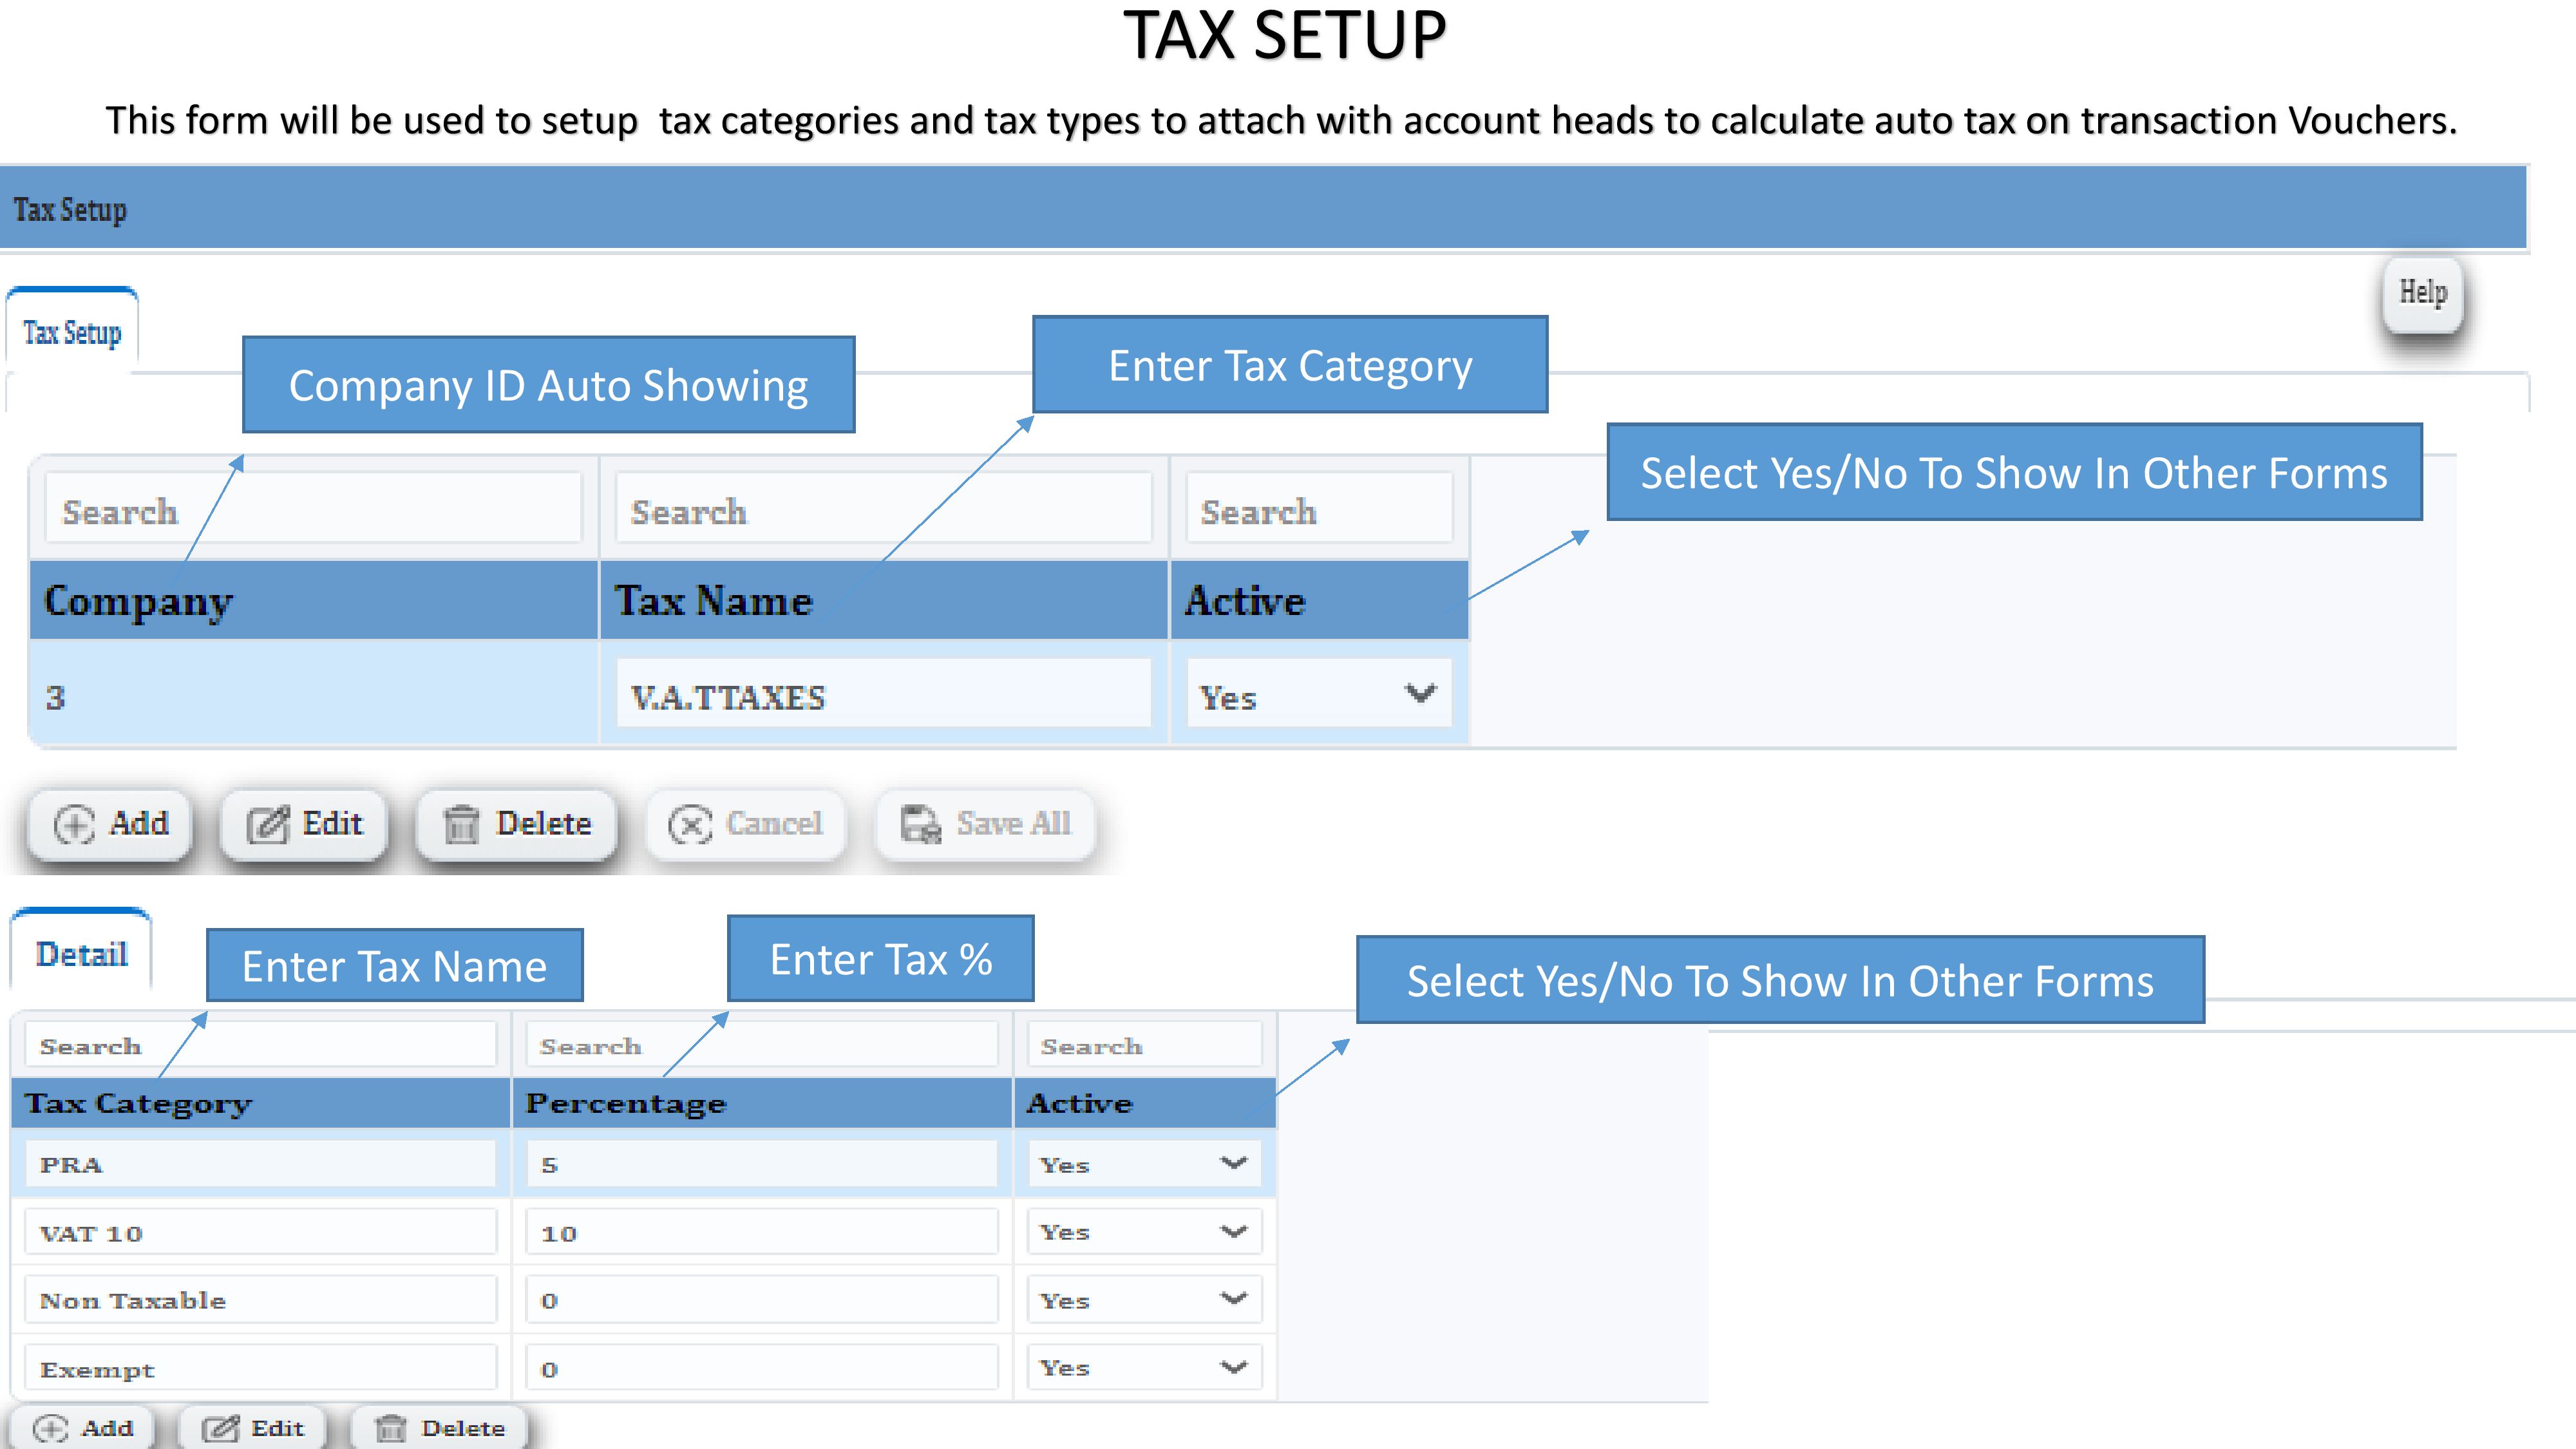 TAX SETUP
This form will be used to setup  tax categories and tax types to attach with account heads to calculate auto tax on transaction Vouchers.
Tax Setup
Help
Tax Setup
Company ID Auto Showing
Enter Tax Category
Select Yes/No To Show In Other Forms
Search Search Search
Company Tax Name Active
3 V.A.TTAXES Yes
Add Edit Delete Cancel Save All
Detail
Enter Tax Name
Enter Tax %
Select Yes/No To Show In Other Forms
Search Search Search
Tax Category Percentage Active
PRA 5 Yes
VAT 10 10 Yes
Non Taxable 0 Yes
Exempt 0 Yes
Add Edit Delete